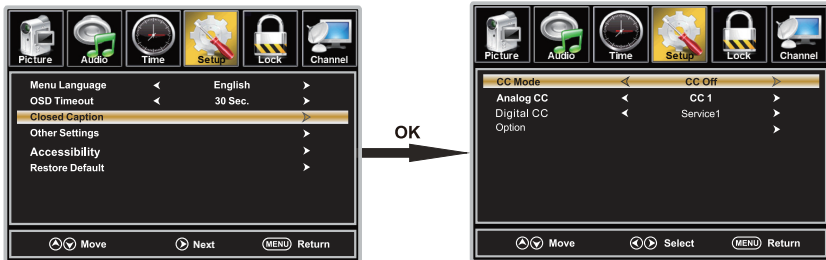 Picture Audio Time Setup Lock Channel
Menu Language English
OSD Timeout 30 Sec.
Closed Caption
Other Settings
Accessibility
Restore Default
Move Next MENU Return
OK
Picture Audio Time Setup Lock Channel
CC Mode CC Off
Analog CC CC 1
Digital CC Service1
Option
Move Select MENU Return